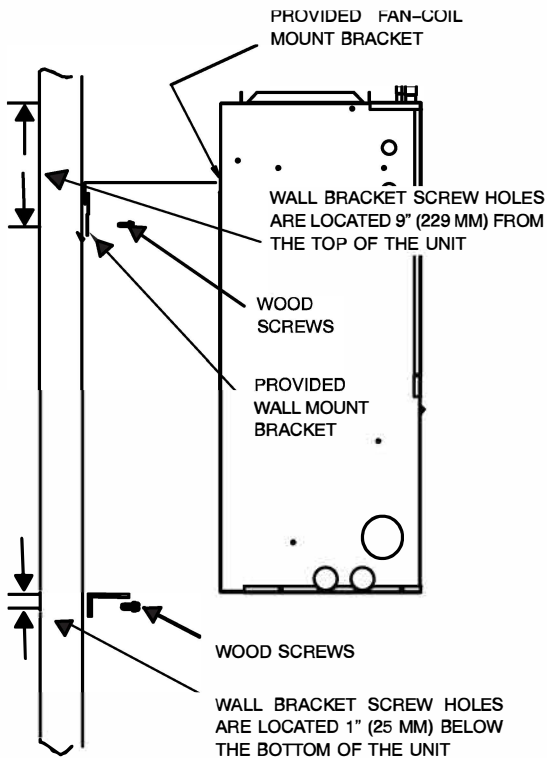 PROVIDED FAN-COIL
MOUNT BRACKET
WALL BRACKET SCREW HOLES
ARE LOCATED 9" (229 MM) FROM
THE TOP OF THE UNIT
WOOD
SCREWS
PROVIDED
WALL MOUNT
BRACKET
WOOD SCREWS
WALL BRACKET SCREW HOLES
ARE LOCATED 1" (25 MM) BELOW
THE BOTTOM OF THE UNIT